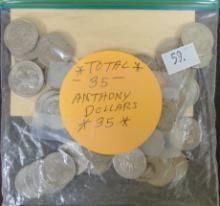 *TOTAL*
-35-
ANTHONY
DOLLARS
*35*
59.